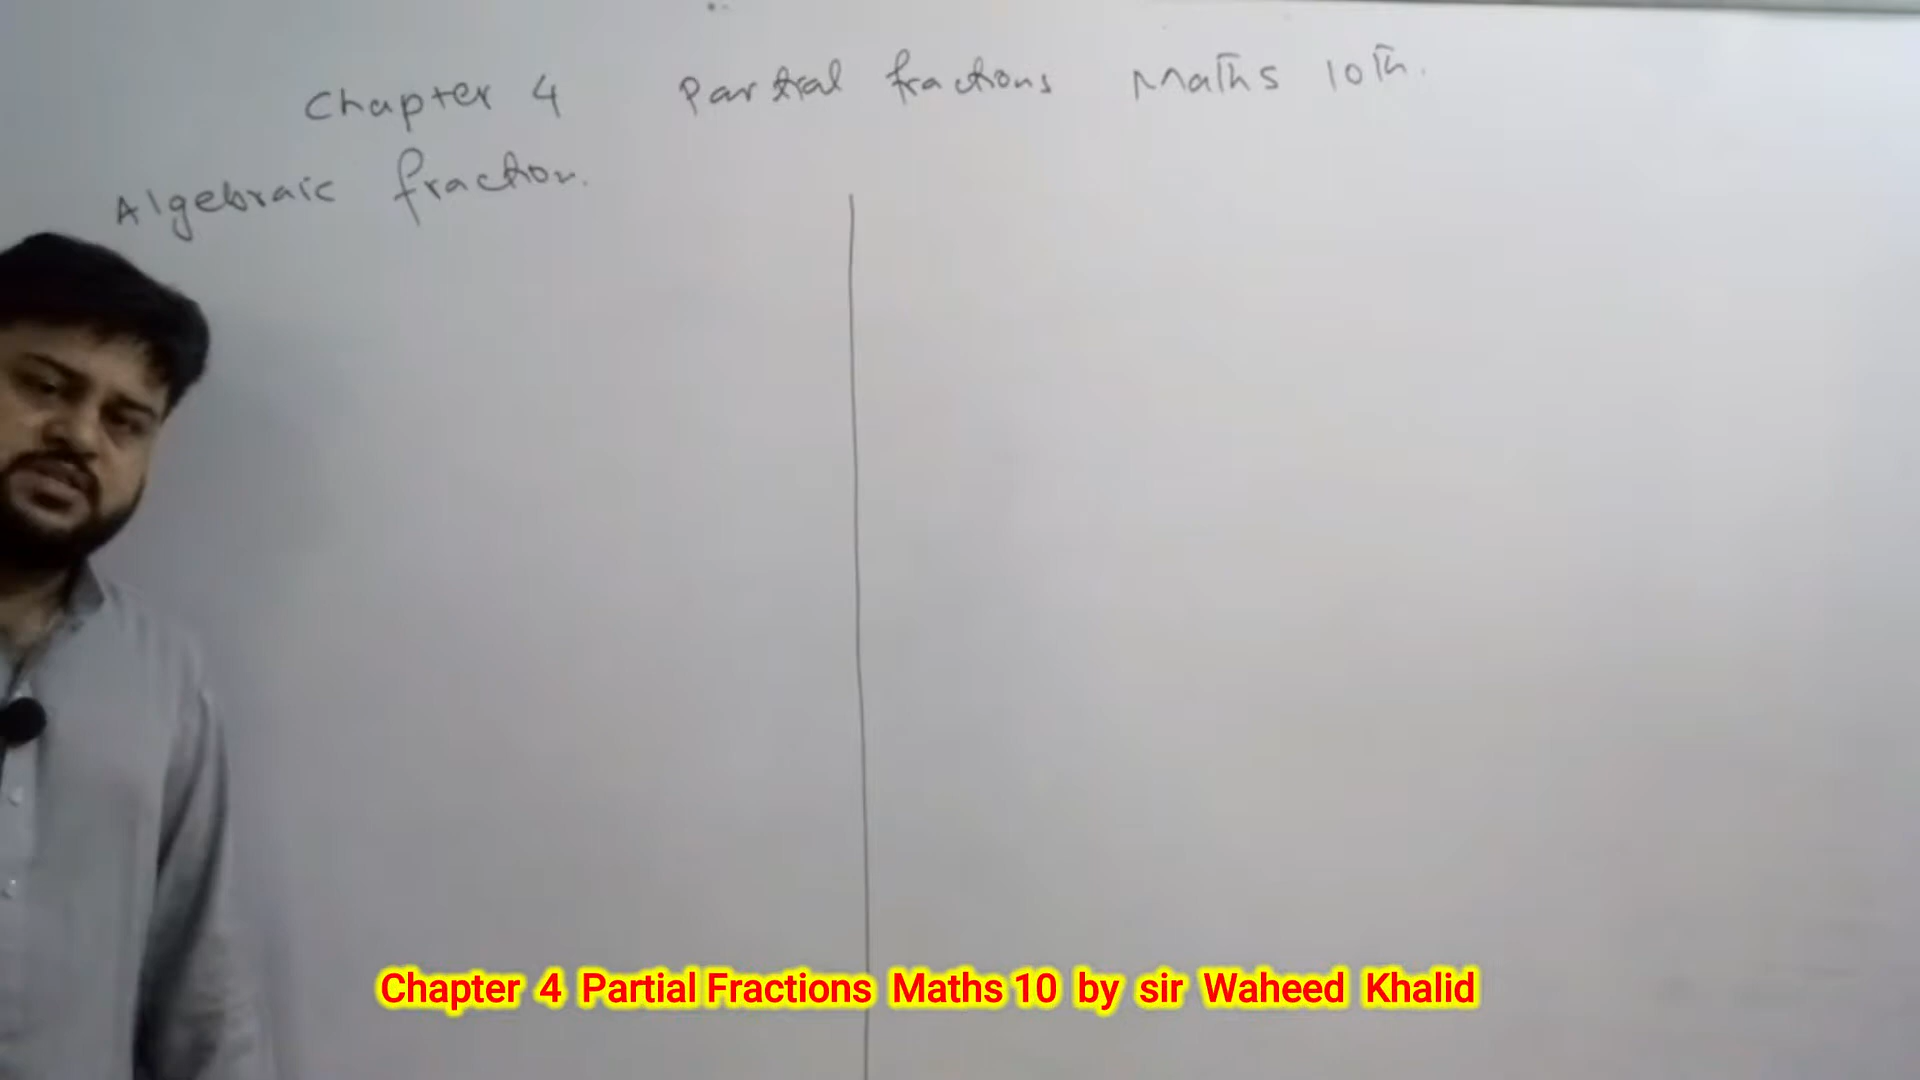 Chapter 4 Partial fractions Maths 10th.
Algebraic fraction.
Chapter 4 Partial Fractions Maths 10 by sir Waheed Khalid